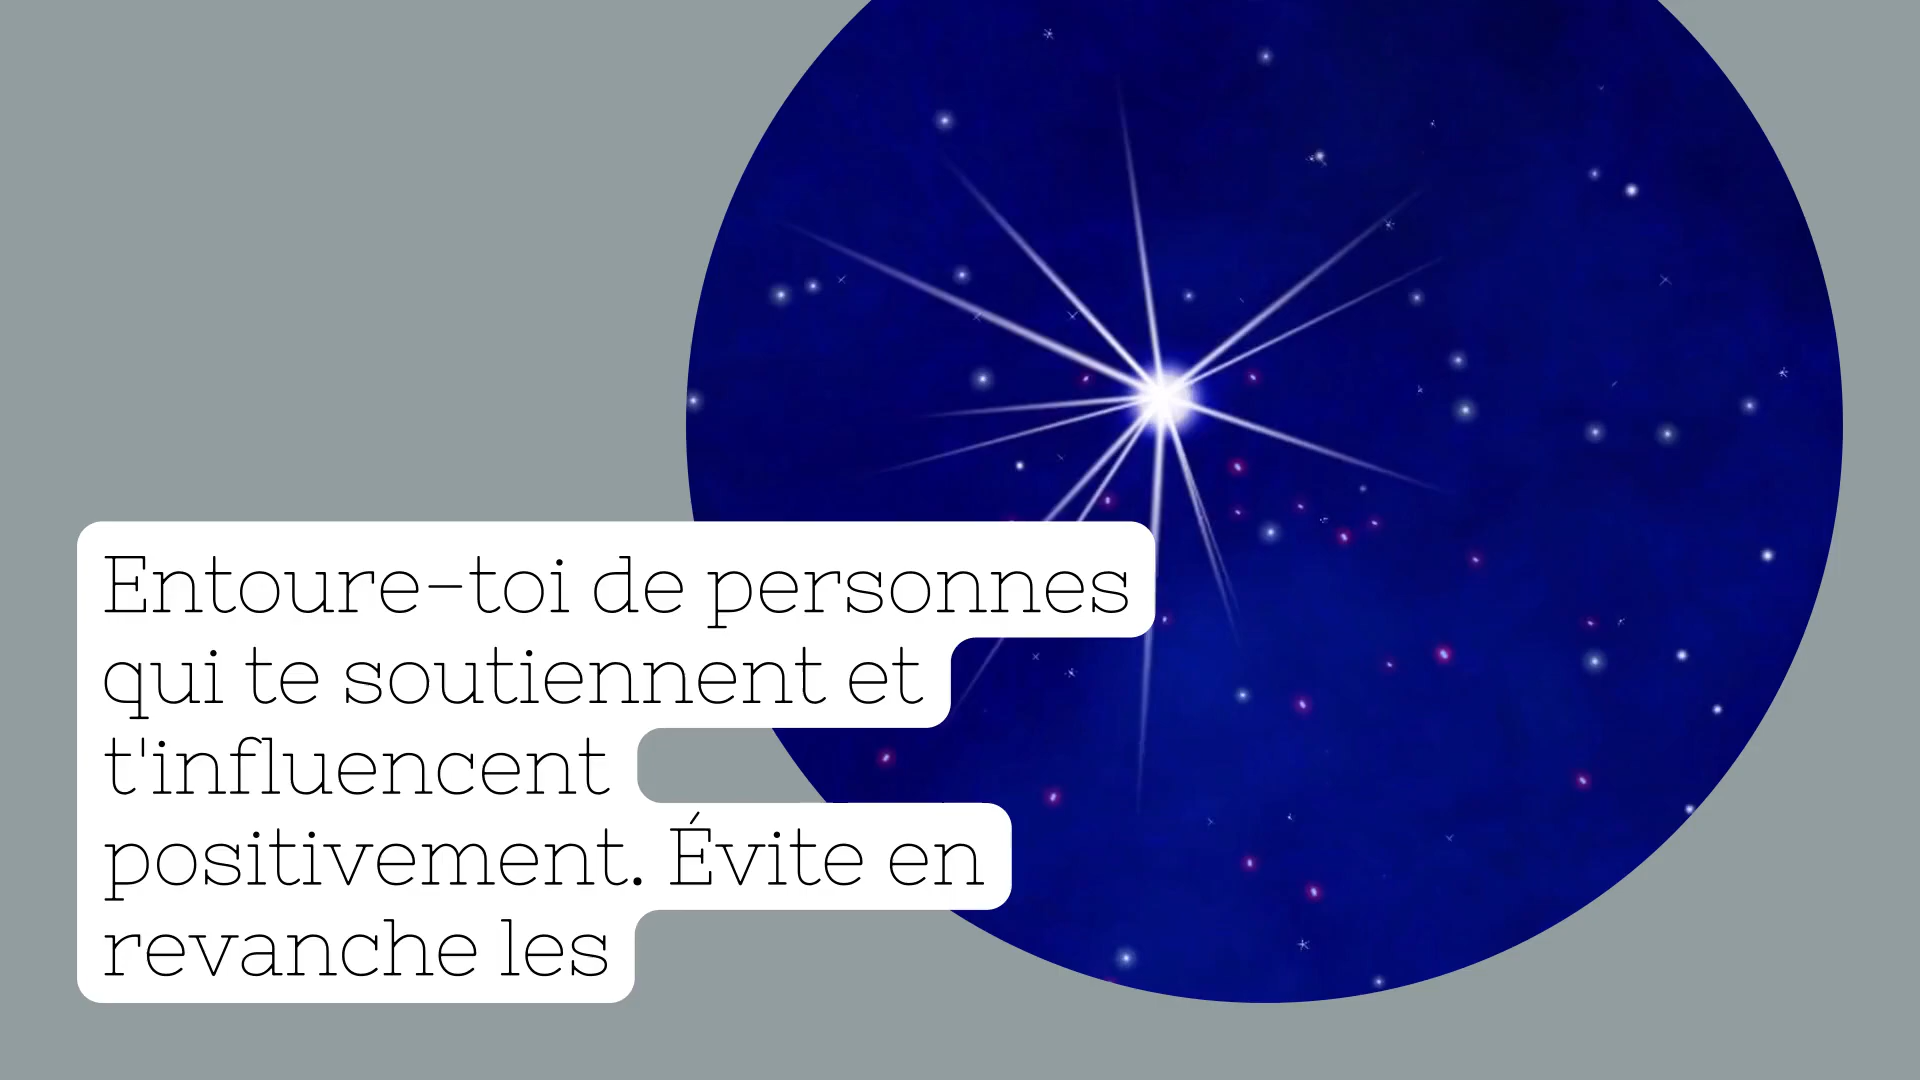 Entoure-toi de personnes
qui te soutiennent et
t'influencent
positivement. Évite en
revanche les